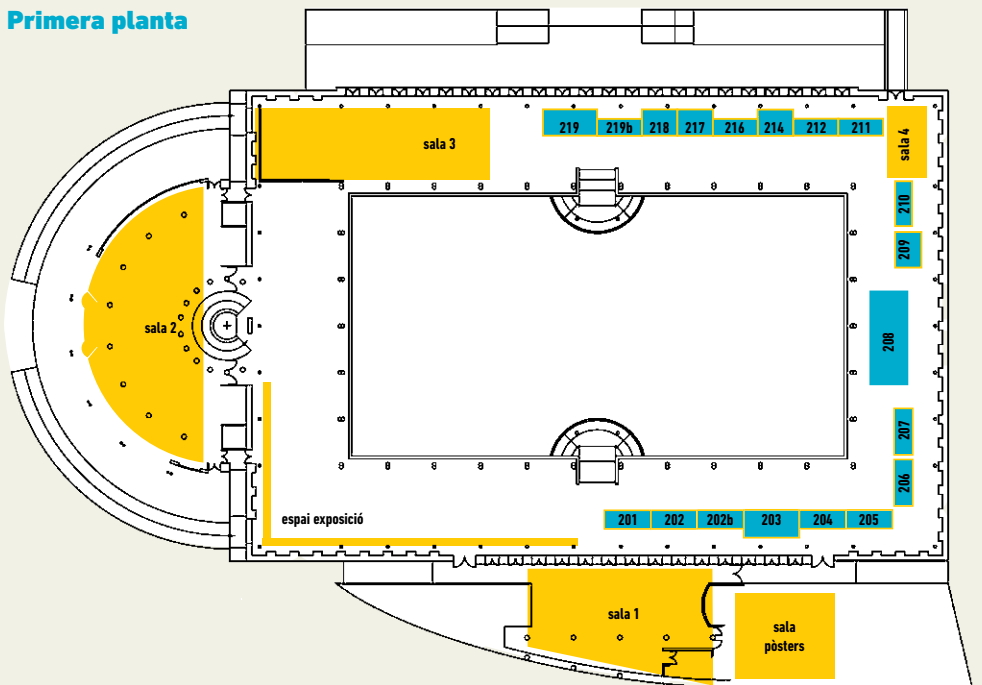 Primera planta
219
219b
218
217
216
214
212
211
sala 3
sala 4
210
209
208
sala 2
207
206
espai exposició
201
202
202b
203
204
205
sala 1
sala
pòsters